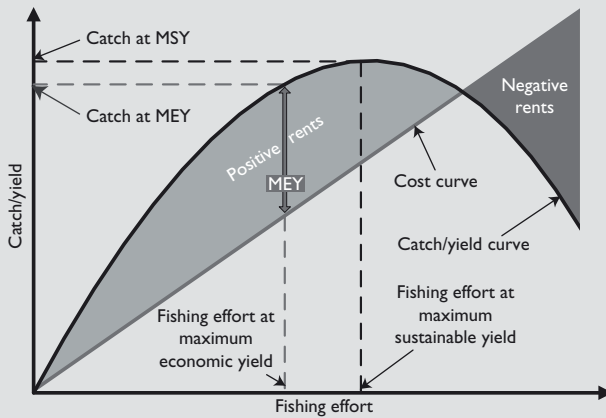 Catch at MSY
Catch at MEY
Negative
rents
Positive rents
MEY
Cost curve
Catch/yield
Catch/yield curve
Fishing effort at
maximum
economic yield
Fishing effort at
maximum
sustainable yield
Fishing effort